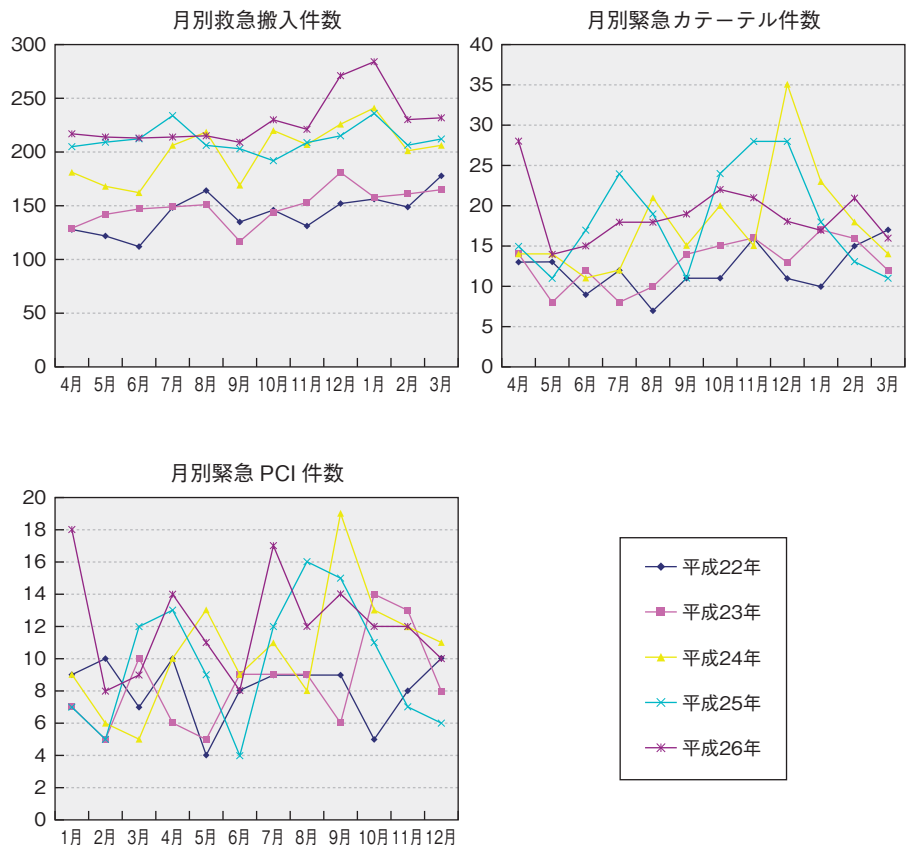 月別救急搬入件数
300
250
200
150
100
50
0
4月 5月 6月 7月 8月 9月 10月 11月 12月 1月 2月 3月
月別緊急カテーテル件数
40
35
30
25
20
15
10
5
0
4月 5月 6月 7月 8月 9月 10月 11月 12月 1月 2月 3月
月別緊急 PCI 件数
20
18
16
14
12
10
8
6
4
2
0
1月 2月 3月 4月 5月 6月 7月 8月 9月 10月 11月 12月
平成22年
平成23年
平成24年
平成25年
平成26年